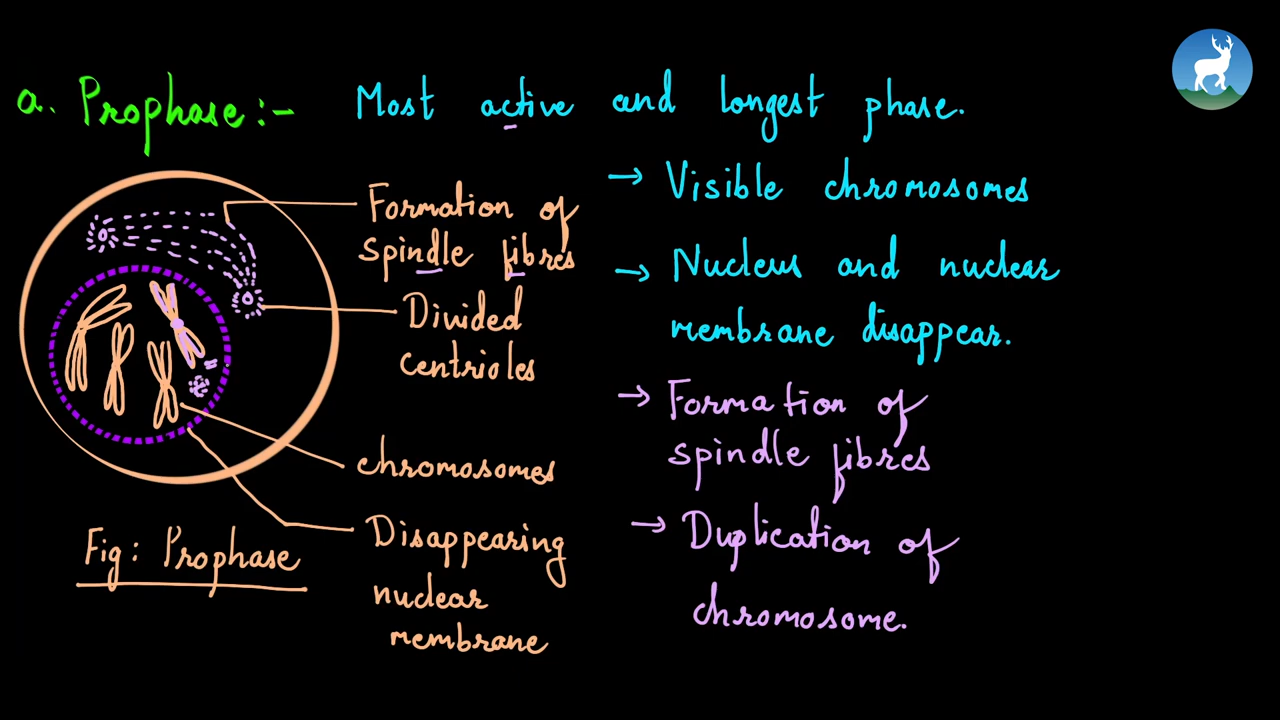 a. Prophase:- Most active and longest phase.
Formation of
spindle fibres
Divided
centrioles
chromosomes
Disappearing
nuclear
membrane
Fig: Prophase
→ Visible chromosomes
→ Nucleus and nuclear
membrane disappear.
→ Formation of
spindle fibres
→ Duplication of
chromosome.